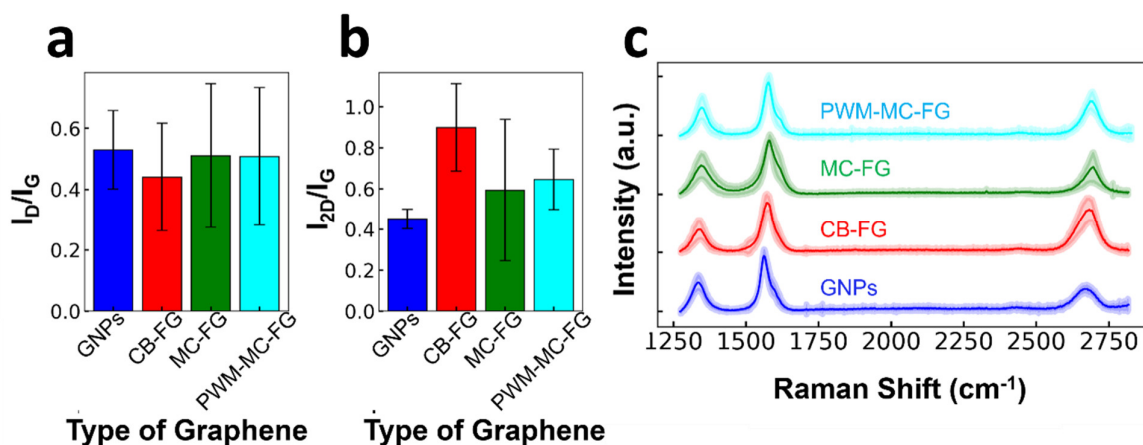 a
I_D/I_G
0.6
0.4
0.2
0.0
GNPs
CB-FG
MC-FG
PWM-MC-FG
Type of Graphene
b
I_2D/I_G
1.0
0.8
0.6
0.4
0.2
0.0
GNPs
CB-FG
MC-FG
PWM-MC-FG
Type of Graphene
c
Intensity (a.u.)
PWM-MC-FG
MC-FG
CB-FG
GNPs
1250 1500 1750 2000 2250 2500 2750
Raman Shift (cm⁻¹)